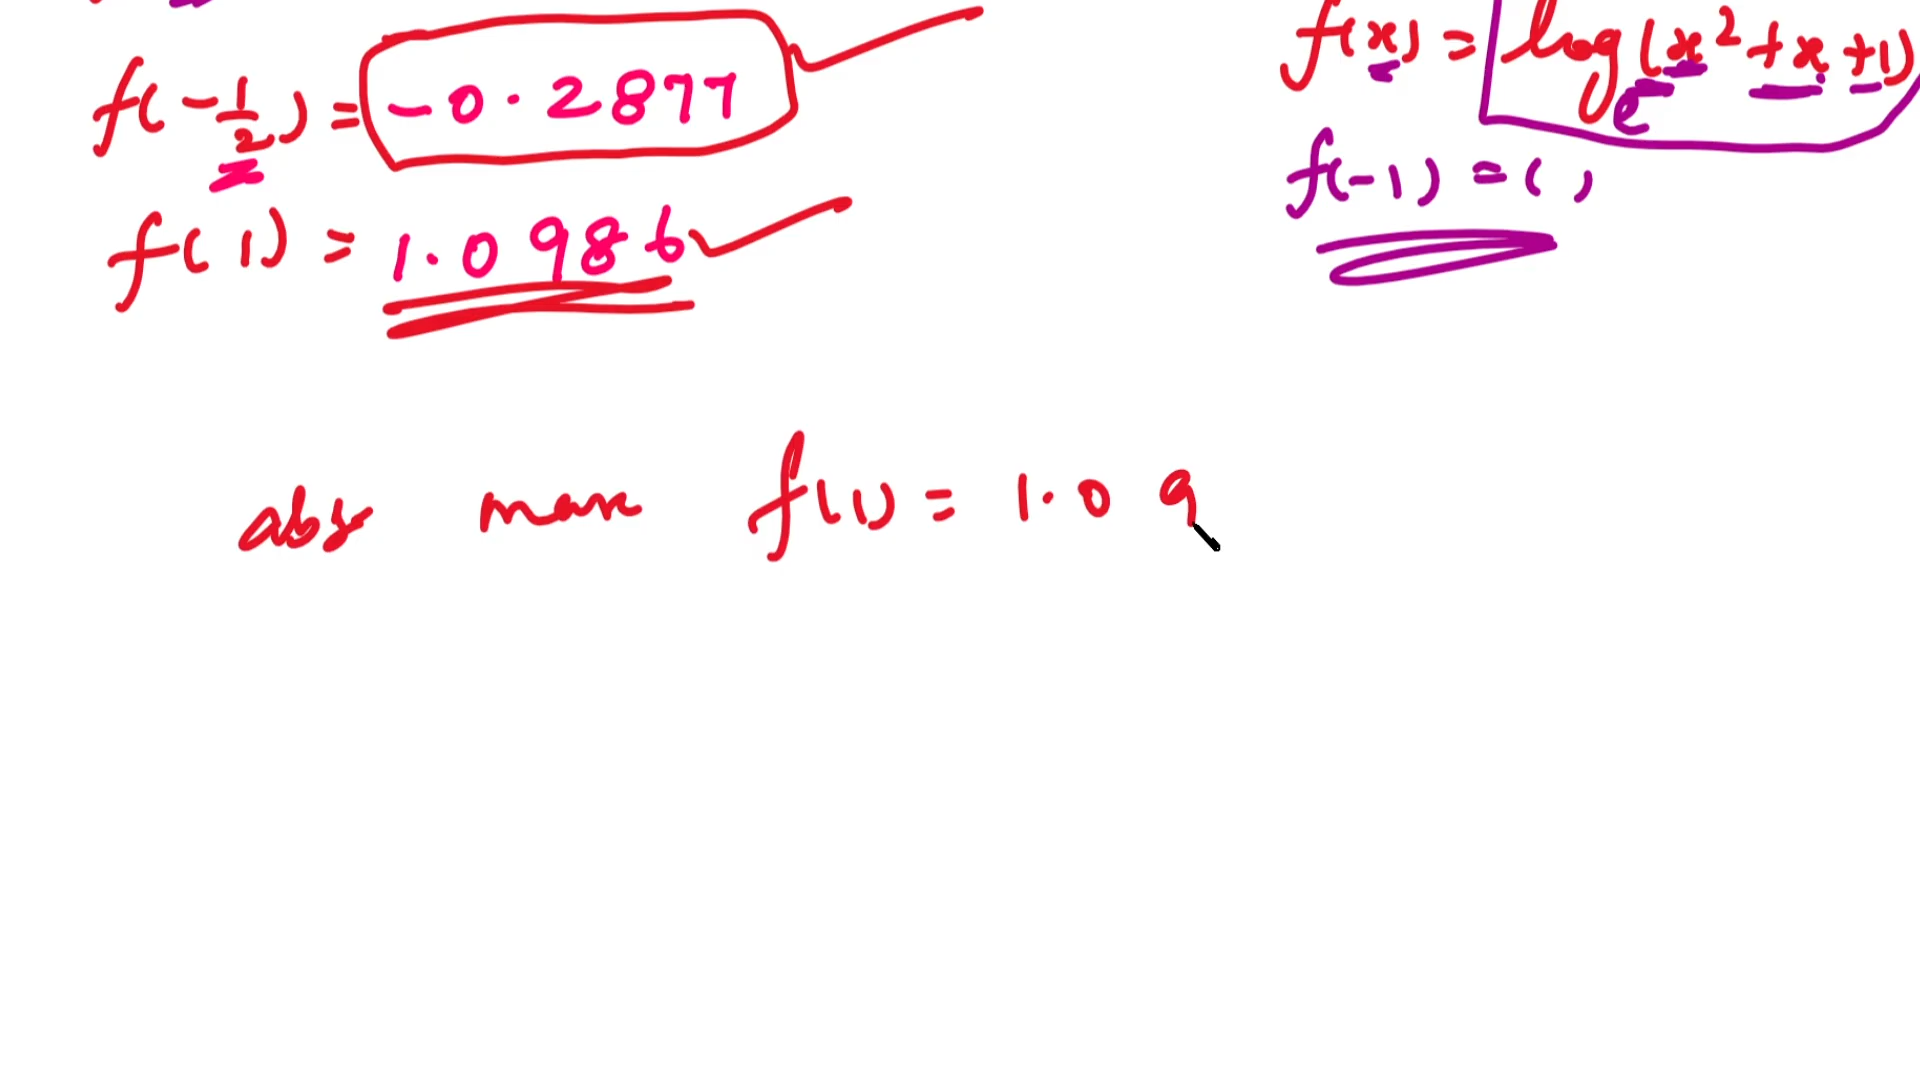 f(-1/2) = -0.2877
f(1) = 1.0986
f(x) = log e (x² + x + 1)
f(-1) = ( )
abs max f(1) = 1.09